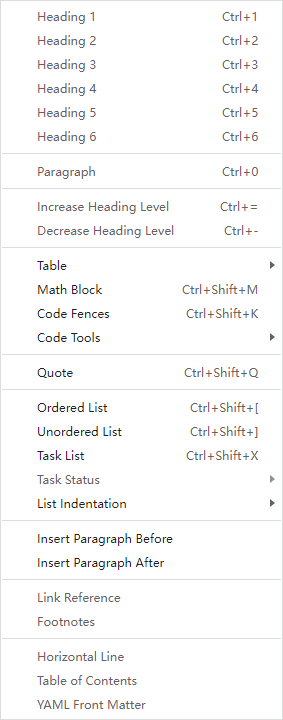 Heading 1 Ctrl+1
Heading 2 Ctrl+2
Heading 3 Ctrl+3
Heading 4 Ctrl+4
Heading 5 Ctrl+5
Heading 6 Ctrl+6
Paragraph Ctrl+0
Increase Heading Level Ctrl+=
Decrease Heading Level Ctrl+-
Table
Math Block Ctrl+Shift+M
Code Fences Ctrl+Shift+K
Code Tools
Quote Ctrl+Shift+Q
Ordered List Ctrl+Shift+[
Unordered List Ctrl+Shift+]
Task List Ctrl+Shift+X
Task Status
List Indentation
Insert Paragraph Before
Insert Paragraph After
Link Reference
Footnotes
Horizontal Line
Table of Contents
YAML Front Matter